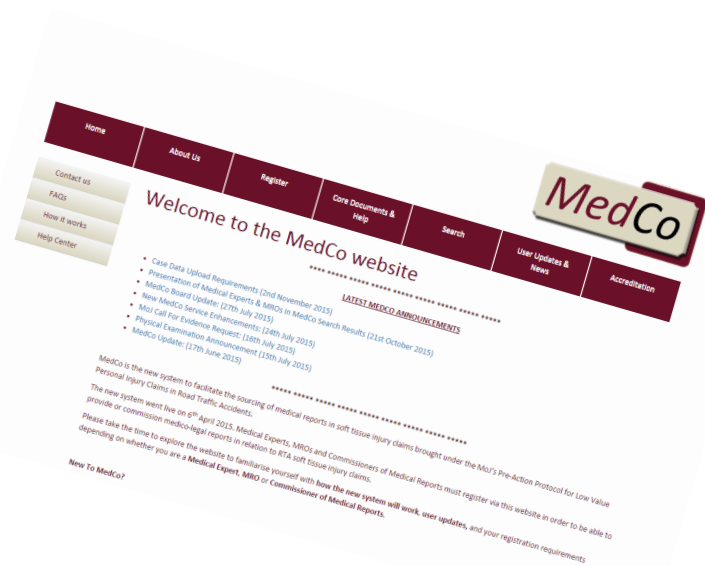 MedCo
Home
About Us
Register
Core Documents &
Help
Search
User Updates &
News
Accreditation
Contact us
FAQs
How it works
Help Center
Welcome to the MedCo website
**** ***** ***** ***** ***** ***** ***** ***** *****
LATEST MEDCO ANNOUNCEMENTS
Case Data Upload Requirements (2nd November 2015)
Presentation of Medical Experts & MROs in MedCo Search Results (21st October 2015)
MedCo Board Update: (27th July 2015)
New MedCo Service Enhancements: (24th July 2015)
MoJ Call For Evidence Request: (16th July 2015)
Physical Examination Announcement (15th July 2015)
MedCo Update: (17th June 2015)
***** ***** ***** ***** ***** ***** ***** ***** *****
MedCo is the new system to facilitate the sourcing of medical reports in soft tissue injury claims brought under the MoJ's Pre-Action Protocol for Low Value
Personal Injury Claims in Road Traffic Accidents.
The new system went live on 6th April 2015. Medical Experts, MROs and Commissioners of Medical Reports must register via this website in order to be able to
provide or commission medico-legal reports in relation to RTA soft tissue injury claims.
Please take the time to explore the website to familiarise yourself with how the new system will work, user updates, and your registration requirements
depending on whether you are a Medical Expert, MRO or Commissioner of Medical Reports.
New To MedCo?